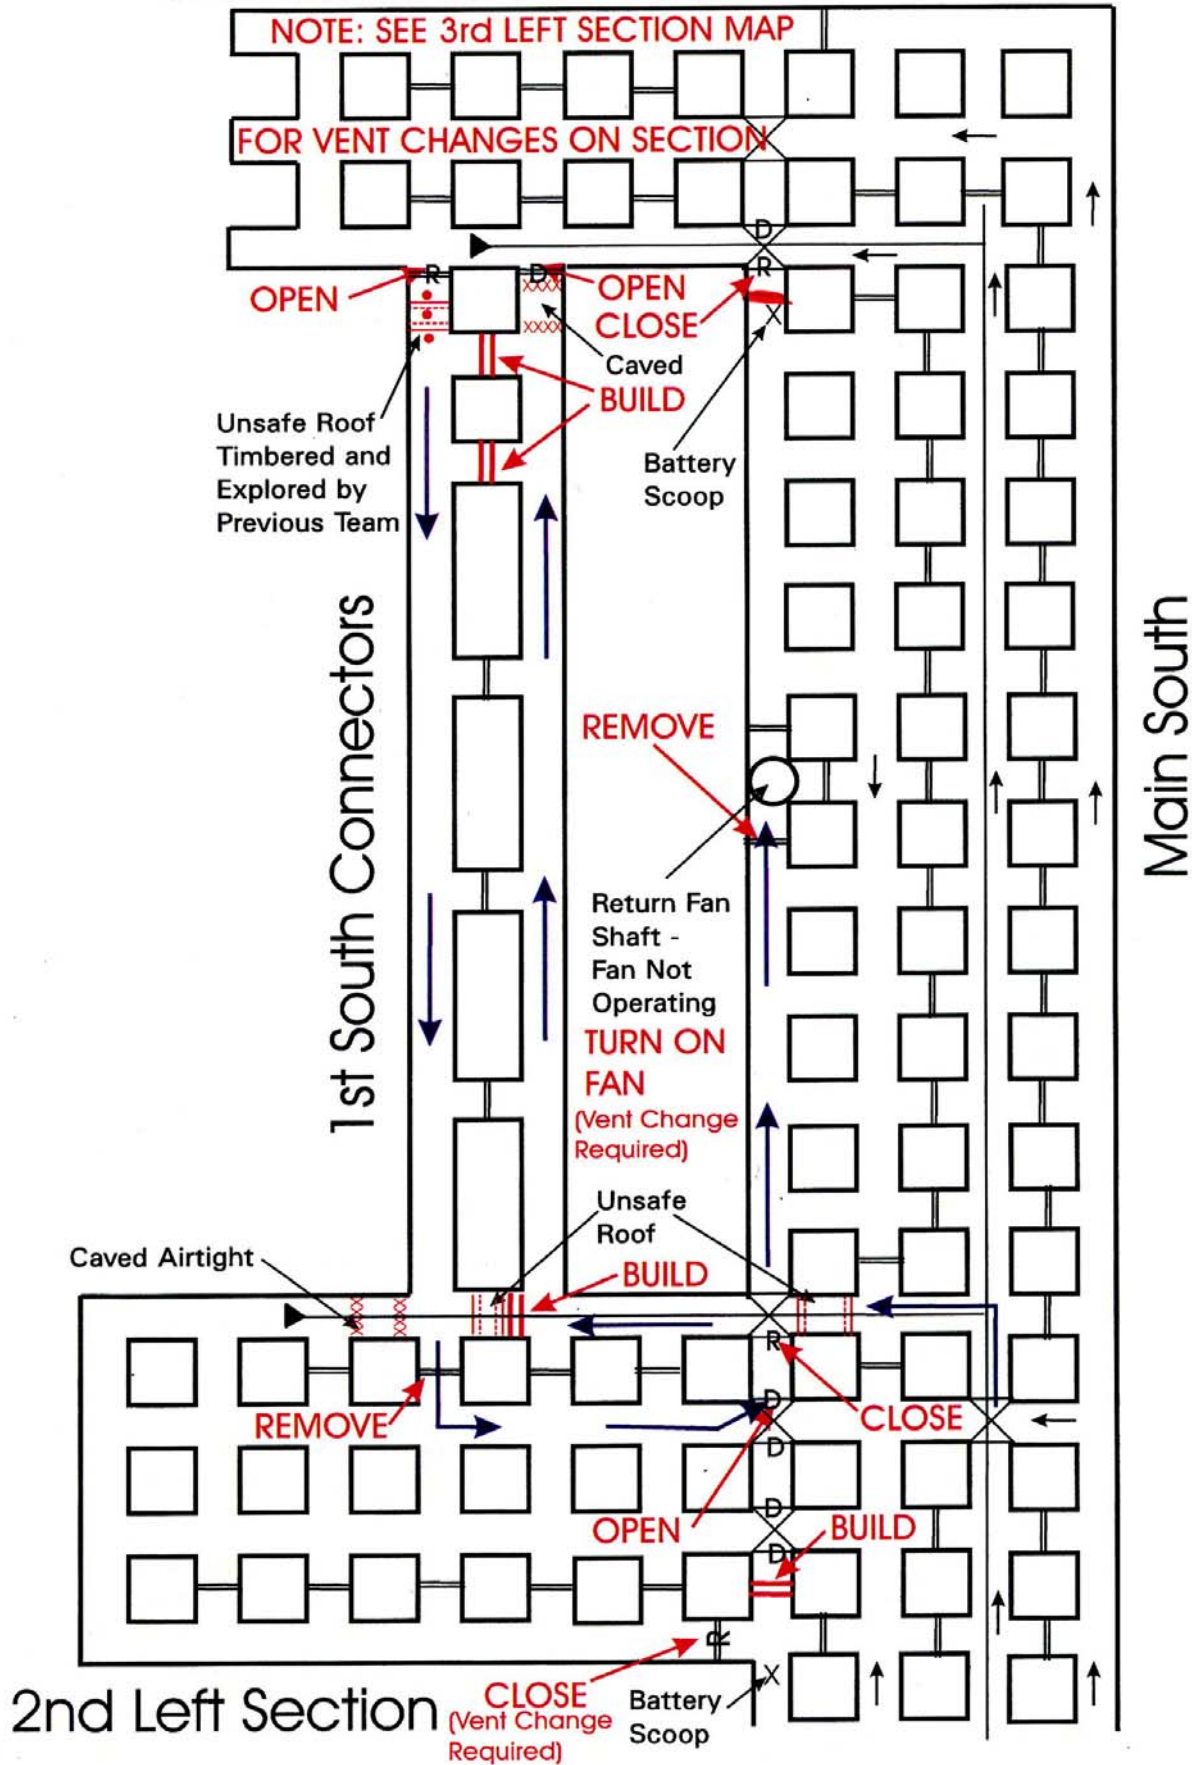 NOTE: SEE 3rd LEFT SECTION MAP
FOR VENT CHANGES ON SECTION
D
R
R
D
OPEN
OPEN
CLOSE
X
Caved
BUILD
Unsafe Roof
Timbered and
Explored by
Previous Team
Battery
Scoop
1st South Connectors
Main South
REMOVE
Return Fan
Shaft -
Fan Not
Operating
TURN ON
FAN
(Vent Change
Required)
Unsafe
Roof
Caved Airtight
BUILD
R
D
REMOVE
CLOSE
D
D
OPEN
BUILD
D
R
CLOSE
(Vent Change
Required)
Battery
Scoop
X
2nd Left Section